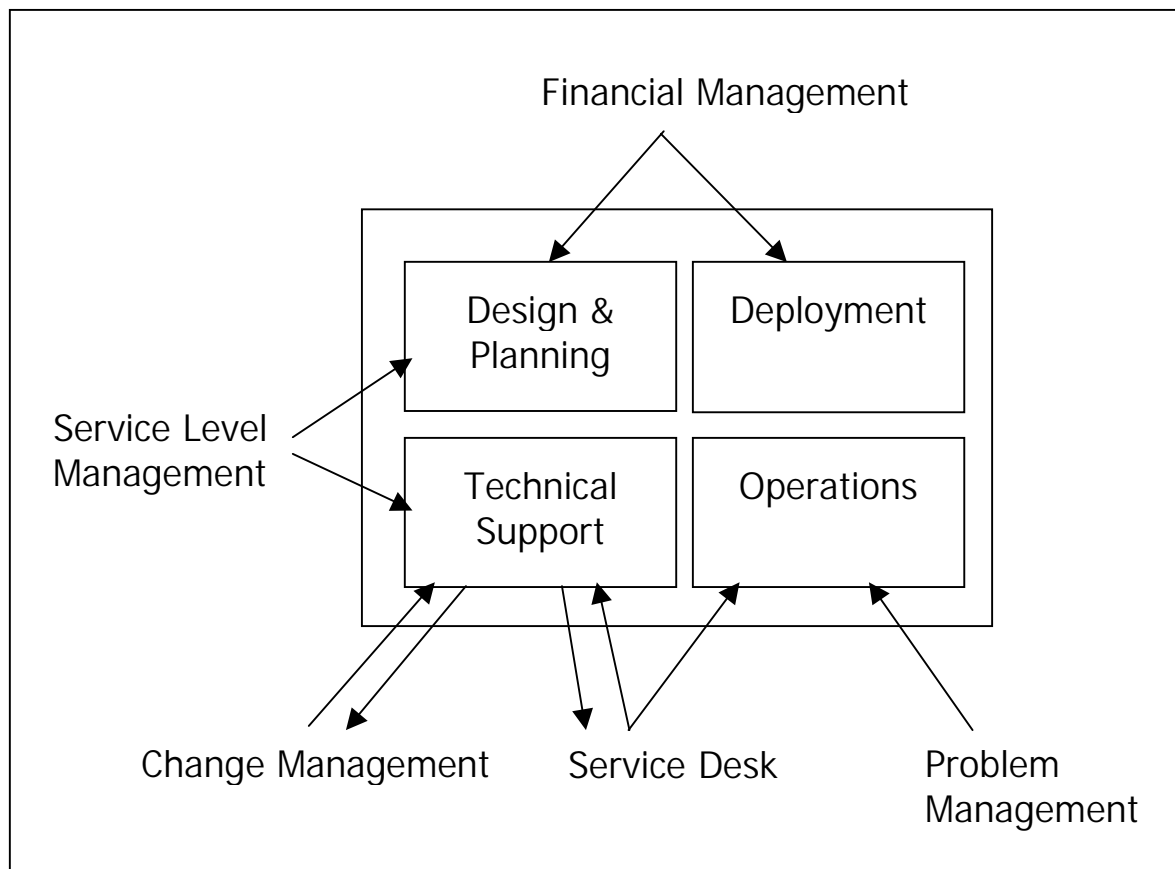 Financial Management
Design &
Planning
Deployment
Service Level
Management
Technical
Support
Operations
Change Management
Service Desk
Problem
Management